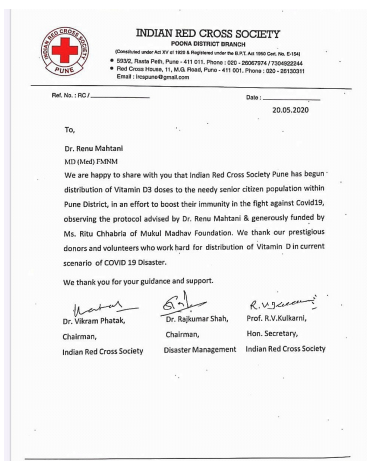 INDIAN RED CROSS SOCIETY
PUNE
INDIAN RED CROSS SOCIETY
POONA DISTRICT BRANCH
(Constituted under Act XV of 1920 & Registered under the B.P.T. Act 1950 Cert. No. E-154)
• 593/2, Rasta Peth, Pune - 411 011. Phone : 020 - 26067974 / 7304922244
• Red Cross House, 11, M.G. Road, Pune - 411 001. Phone : 020 - 26130311
Email : ircspune@gmail.com
Ref. No. : RC /
Date :
20.05.2020
To,
Dr. Renu Mahtani
MD (Med) FMNM
We are happy to share with you that Indian Red Cross Society Pune has begun
distribution of Vitamin D3 doses to the needy senior citizen population within
Pune District, in an effort to boost their immunity in the fight against Covid19,
observing the protocol advised by Dr. Renu Mahtani & generously funded by
Ms. Ritu Chhabria of Mukul Madhav Foundation. We thank our prestigious
donors and volunteers who work hard for distribution of Vitamin D in current
scenario of COVID 19 Disaster.
We thank you for your guidance and support.
R.V.Kulkarni
Dr. Vikram Phatak, Dr. Rajkumar Shah, Prof. R.V.Kulkarni,
Chairman, Chairman, Hon. Secretary,
Indian Red Cross Society Disaster Management Indian Red Cross Society